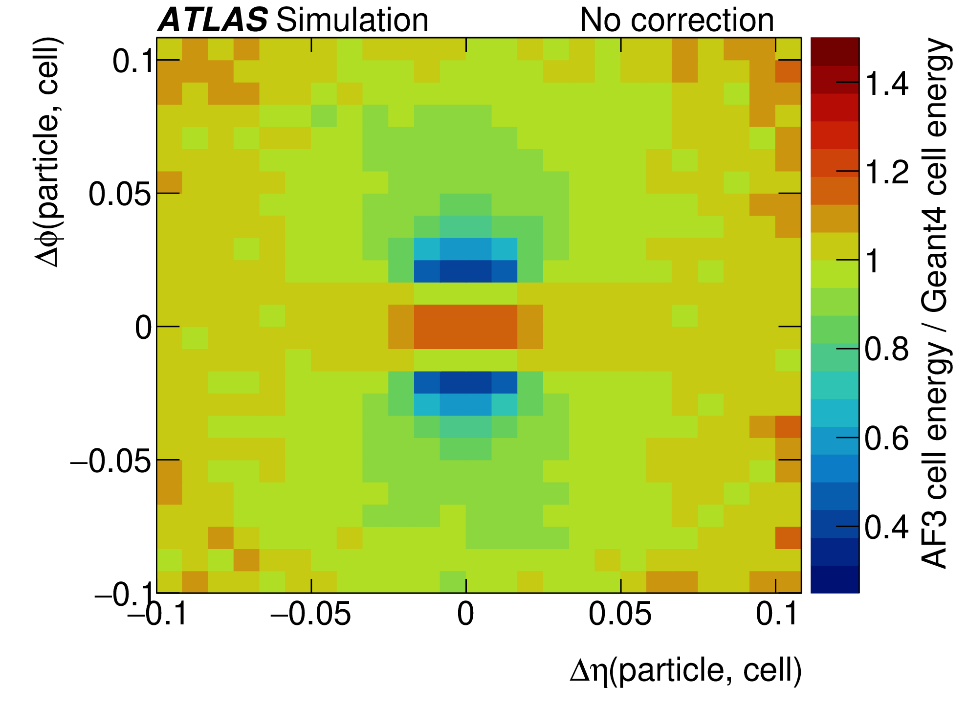 ATLAS Simulation No correction
0.1
0.05
0
−0.05
−0.1
−0.1 −0.05 0 0.05 0.1
Δη(particle, cell)
Δϕ(particle, cell)
1.4
1.2
1
0.8
0.6
0.4
AF3 cell energy / Geant4 cell energy